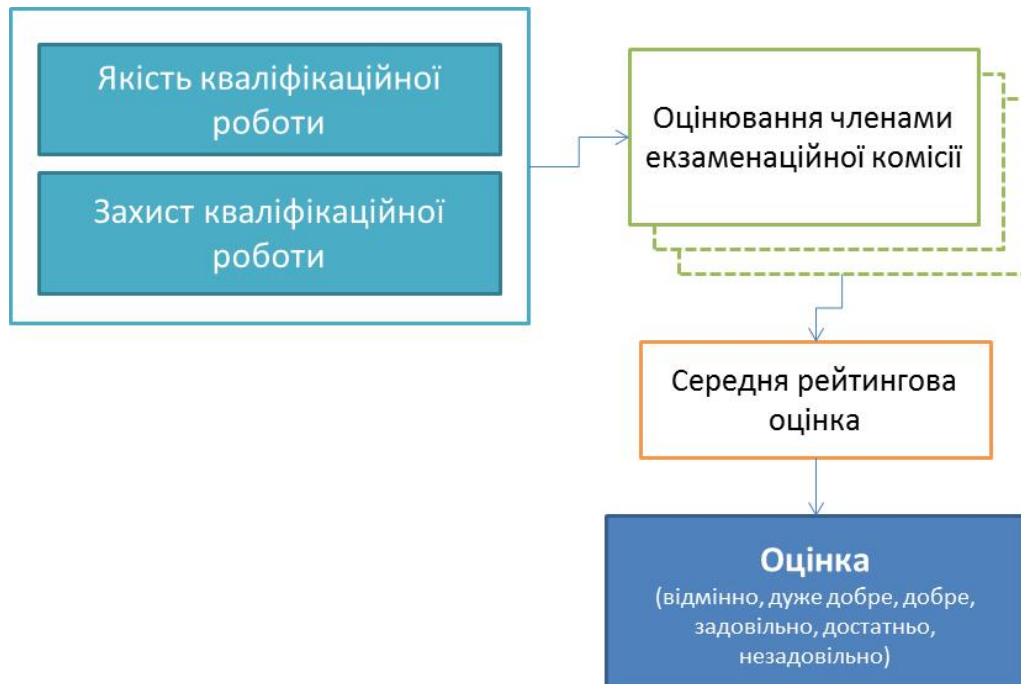 Якість кваліфікаційної
роботи
Захист кваліфікаційної
роботи
Оцінювання членами
екзаменаційної комісії
Середня рейтингова
оцінка
Оцінка
(відмінно, дуже добре, добре,
задовільно, достатньо,
незадовільно)